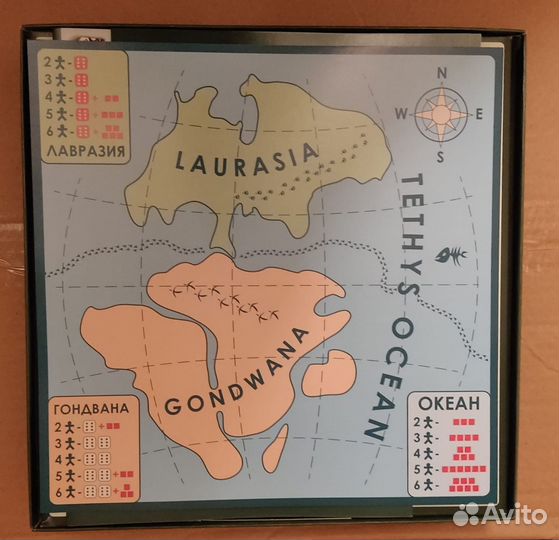 2 -
3 -
4 - +
5 - +
6 - +
ЛАВРАЗИЯ
N
W E
S
LAURASIA
TETHYS OCEAN
GONDWANA
ГОНДВАНА
2 - +
3 -
4 -
5 - +
6 - +
ОКЕАН
2 -
3 -
4 -
5 -
6 -
Avito